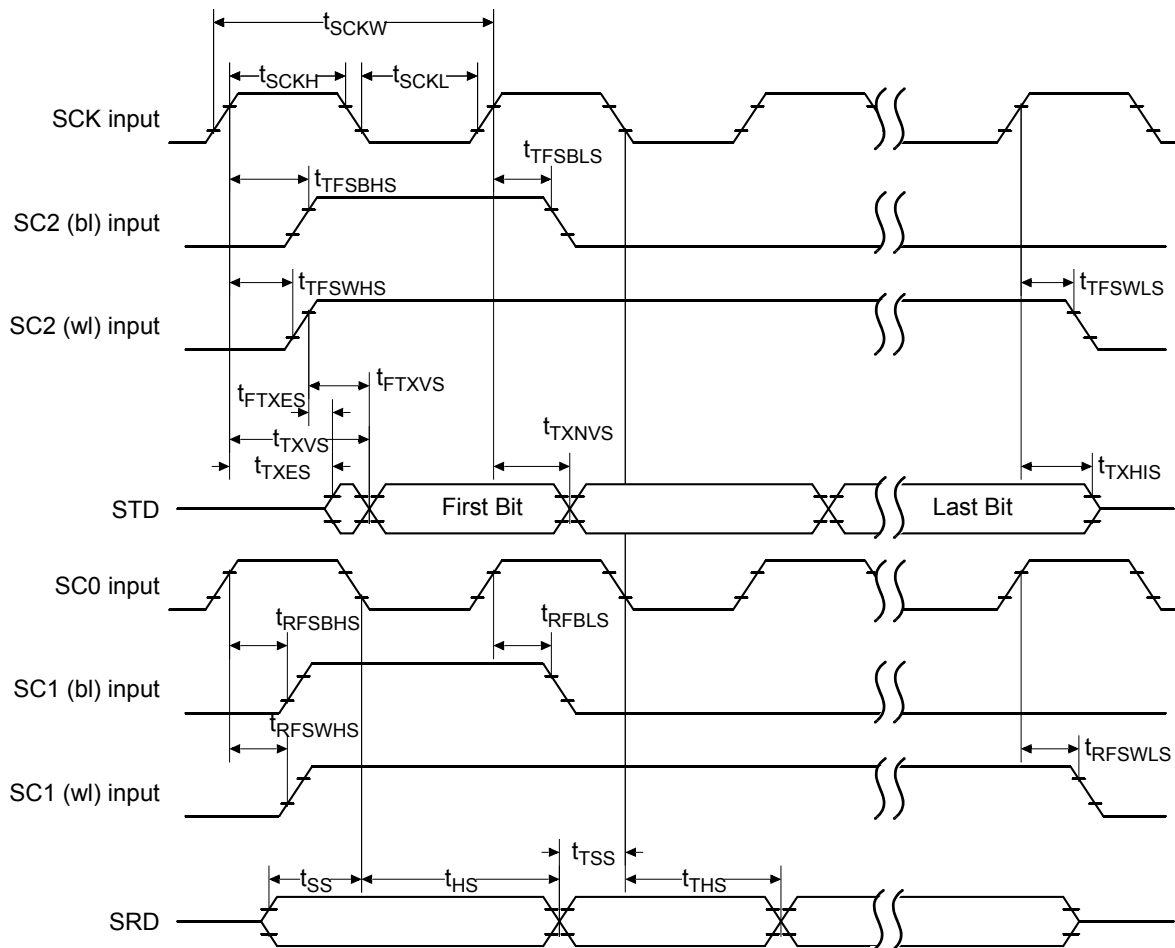 tSCKW
tSCKH
tSCKL
SCK input
tTFSBHS
tTFSBLS
SC2 (bl) input
tTFSWHS
tTFSWLS
SC2 (wl) input
tFTXVS
tFTXES
tTXVS
tTXNVS
tTXES
tTXHIS
STD
First Bit
Last Bit
SC0 input
tRFSBHS
tRFBLS
SC1 (bl) input
tRFSWHS
tRFSWLS
SC1 (wl) input
tTSS
tSS
tHS
tTHS
SRD